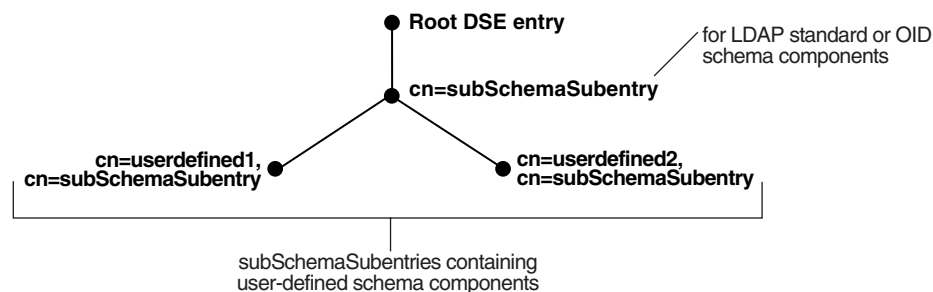 Root DSE entry
for LDAP standard or OID
schema components
cn=subSchemaSubentry
cn=userdefined1,
cn=subSchemaSubentry
cn=userdefined2,
cn=subSchemaSubentry
subSchemaSubentries containing
user-defined schema components